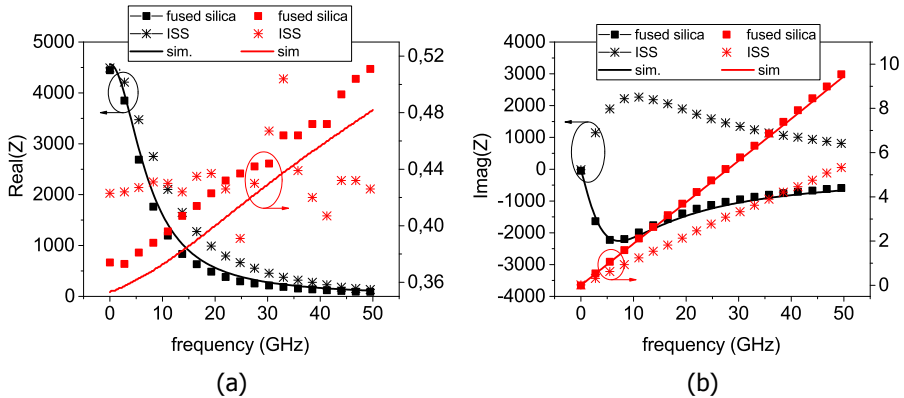 fused silica fused silica
ISS ISS
sim. sim
5000
4000
3000
2000
1000
0
Real(Z)
0,52
0,48
0,44
0,40
0,36
0 10 20 30 40 50
frequency (GHz)
(a)
fused silica fused silica
ISS ISS
sim. sim
4000
3000
2000
1000
0
-1000
-2000
-3000
-4000
Imag(Z)
10
8
6
4
2
0
0 10 20 30 40 50
frequency (GHz)
(b)